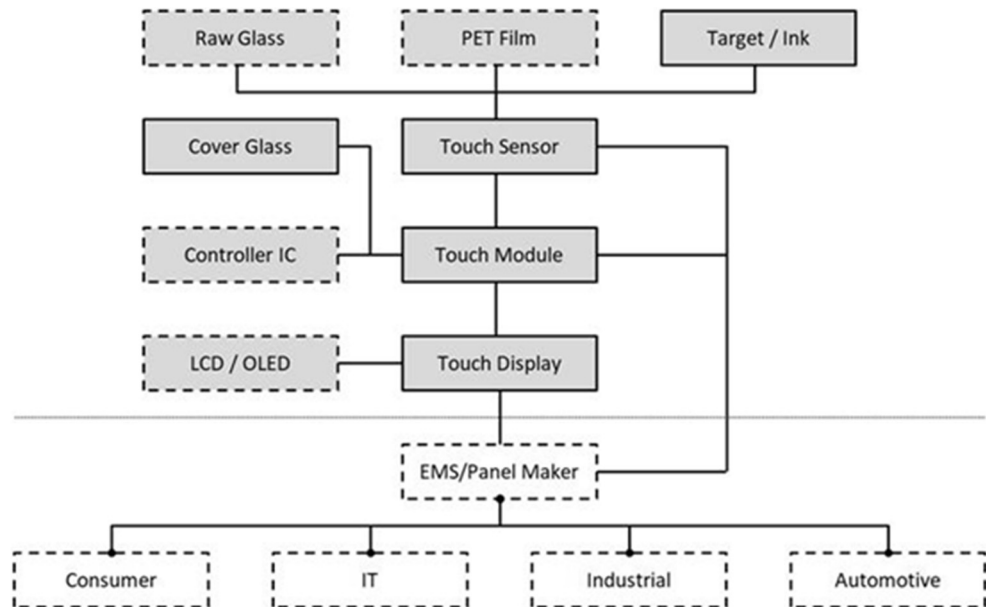 Raw Glass
PET Film
Target / Ink
Cover Glass
Touch Sensor
Controller IC
Touch Module
LCD / OLED
Touch Display
EMS/Panel Maker
Consumer
IT
Industrial
Automotive